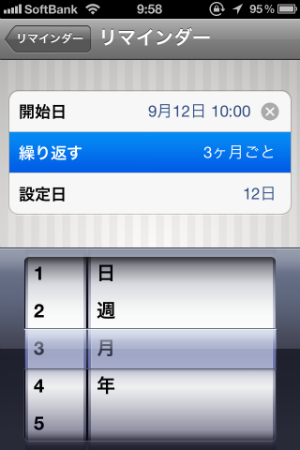 SoftBank 9:58 95%
リマインダー リマインダー
開始日 9月12日 10:00
繰り返す 3ヶ月ごと
設定日 12日
1 日
2 週
3 月
4 年
5